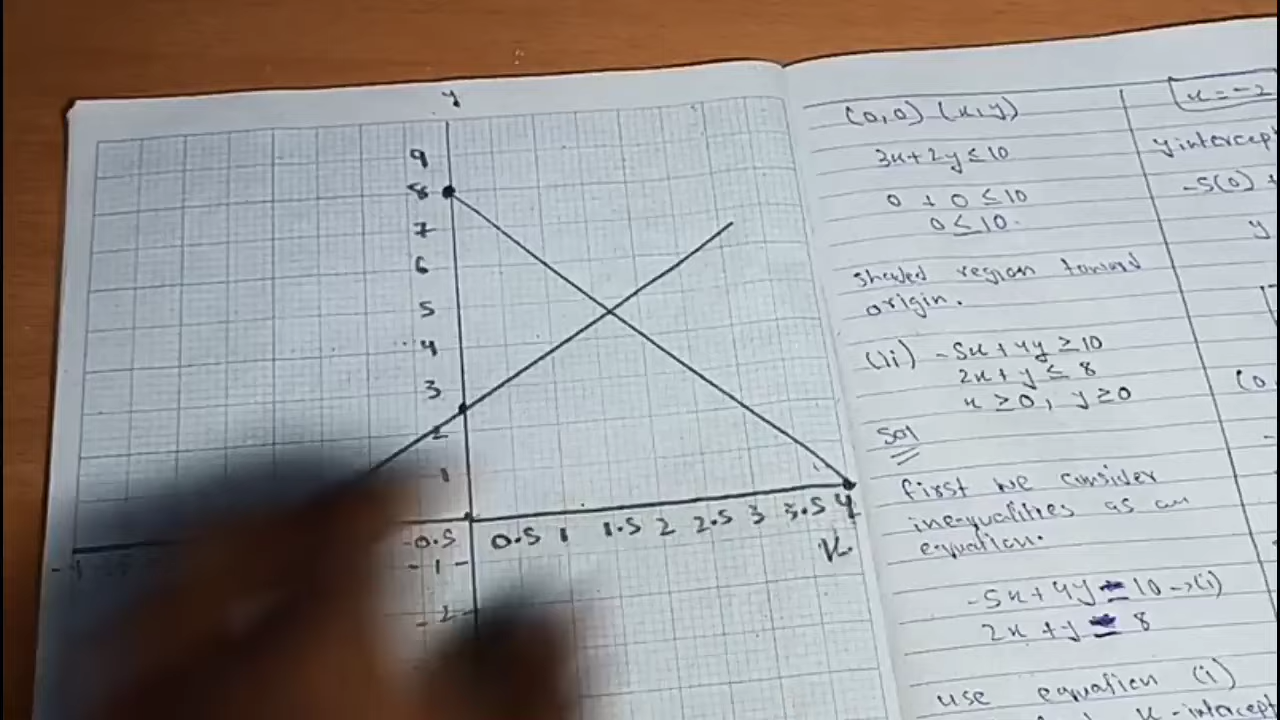 y
9
8
7
6
5
4
3
2
1
-1 -0.5 0.5 1 1.5 2 2.5 3 3.5 4
x
-1
-2
(0,0) (x,y)
3x+2y≤10
0 + 0 ≤10
0≤10.
shaded region toward
origin.
(ii) -5x+4y≥10
2x+y≤8
x≥0, y≥0
Sol
first we consider
inequalities as an
equation.
-5x+4y=10→(i)
2x+y=8
use equation (i)
x-intercept
x=-2
y intercep
-5(0) +
y
(0,